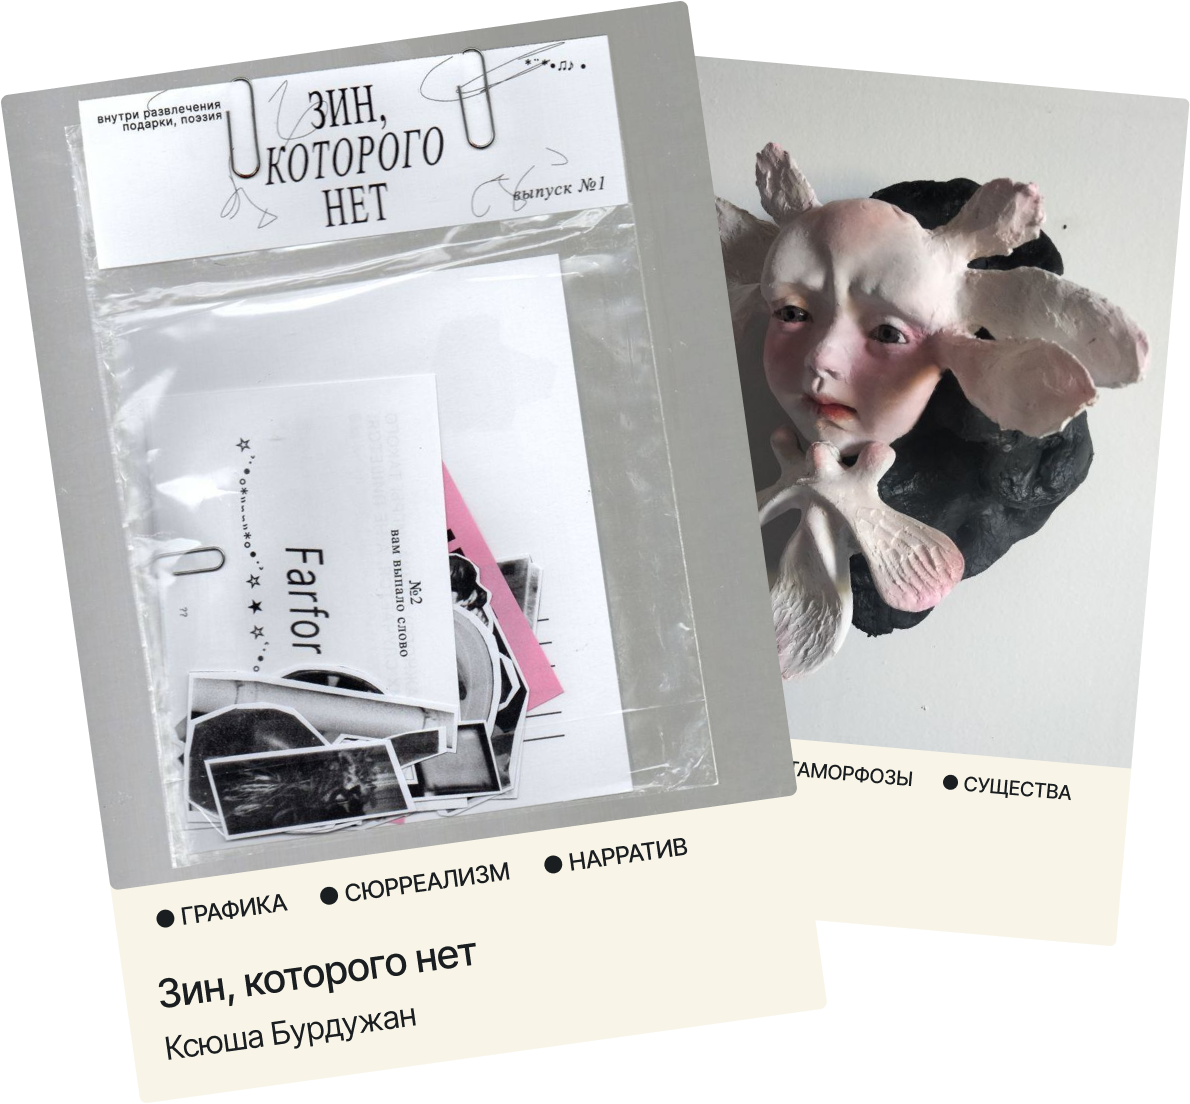 внутри развлечения
подарки, поэзия
ЗИН,
КОТОРОГО
НЕТ
выпуск №1
№2
вам выпало слово
Farfor
??
ГРАФИКА
СЮРРЕАЛИЗМ
НАРРАТИВ
Зин, которого нет
Ксюша Бурдужан
ТАМОРФОЗЫ
СУЩЕСТВА